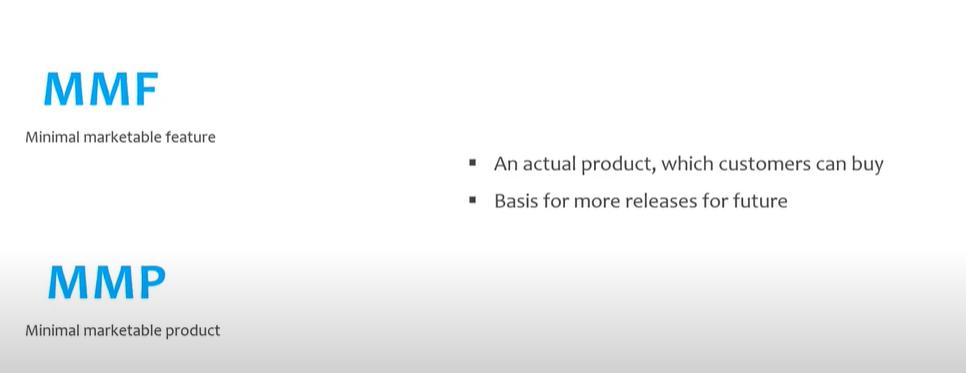 MMF
Minimal marketable feature
▪ An actual product, which customers can buy
▪ Basis for more releases for future
MMP
Minimal marketable product